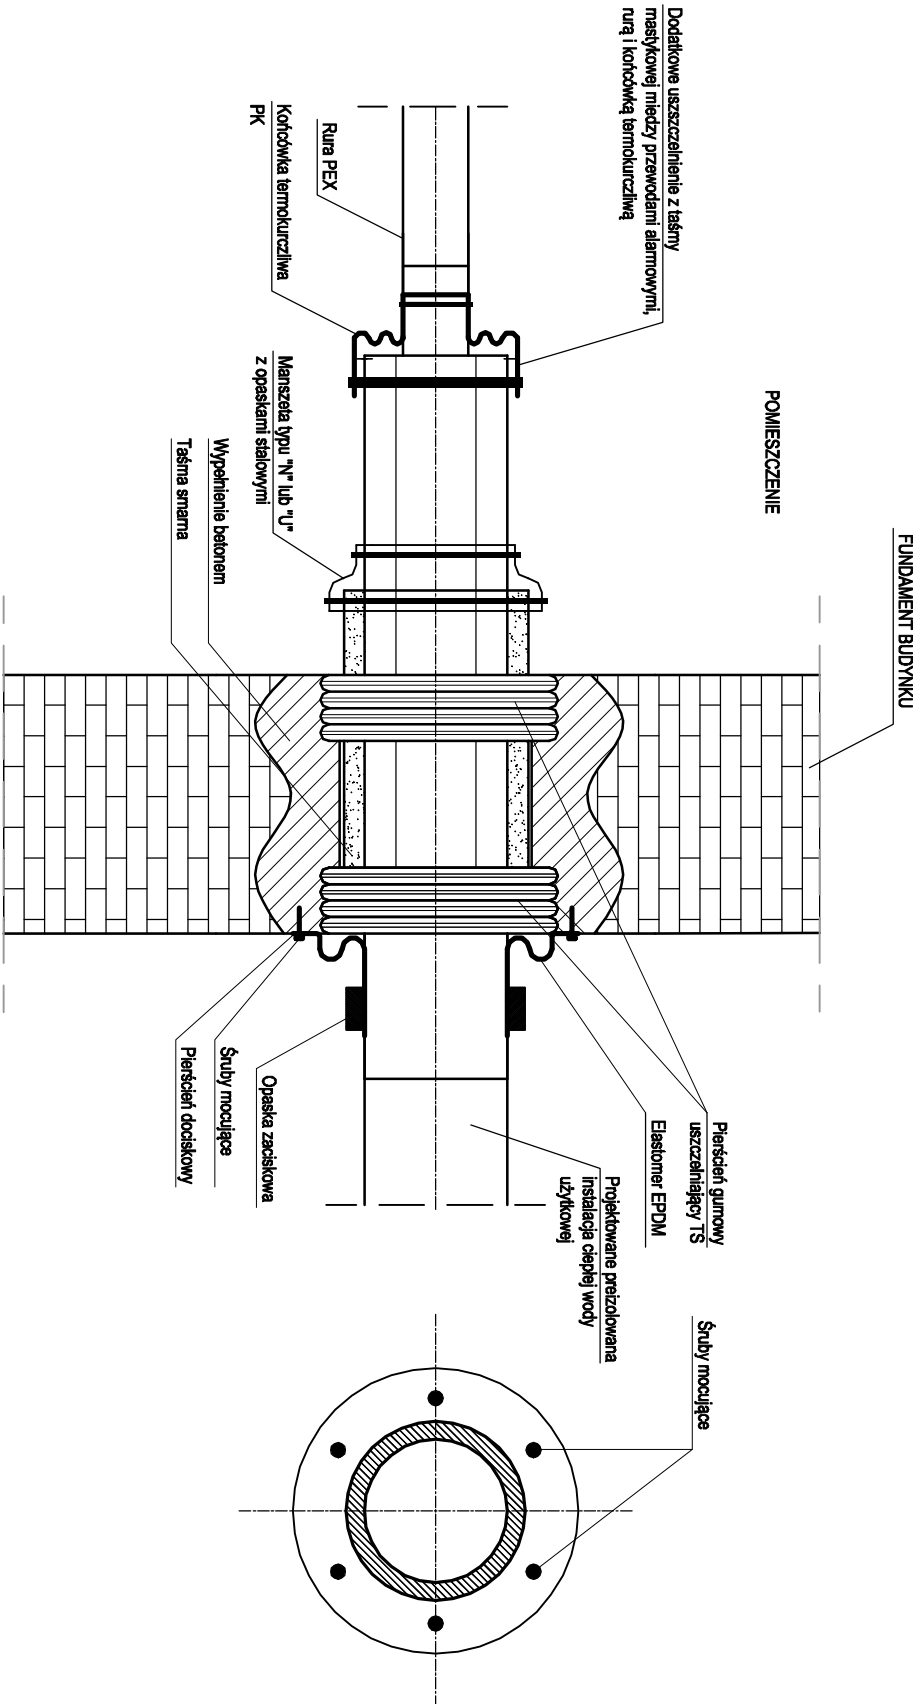 Dodatkowe uszszczelnienie z taśmy
mastykowej miedzy przewodami alarmowymi,
rurą i końcówką termokurczliwą
POMIESZCZENIE
FUNDAMENT BUDYNKU
Rura PEX
Końcówka termokurczliwa
PK
Manszeta typu "N" lub "U"
z opaskami stalowymi
Wypełnienie betonem
Taśma smarna
Pierścień gumowy
uszczelniający TS
Elastomer EPDM
Projektowane preizolowana
instalacja ciepłej wody
użytkowej
Opaska zaciskowa
Śruby mocujące
Pierścień dociskowy
Śruby mocujące